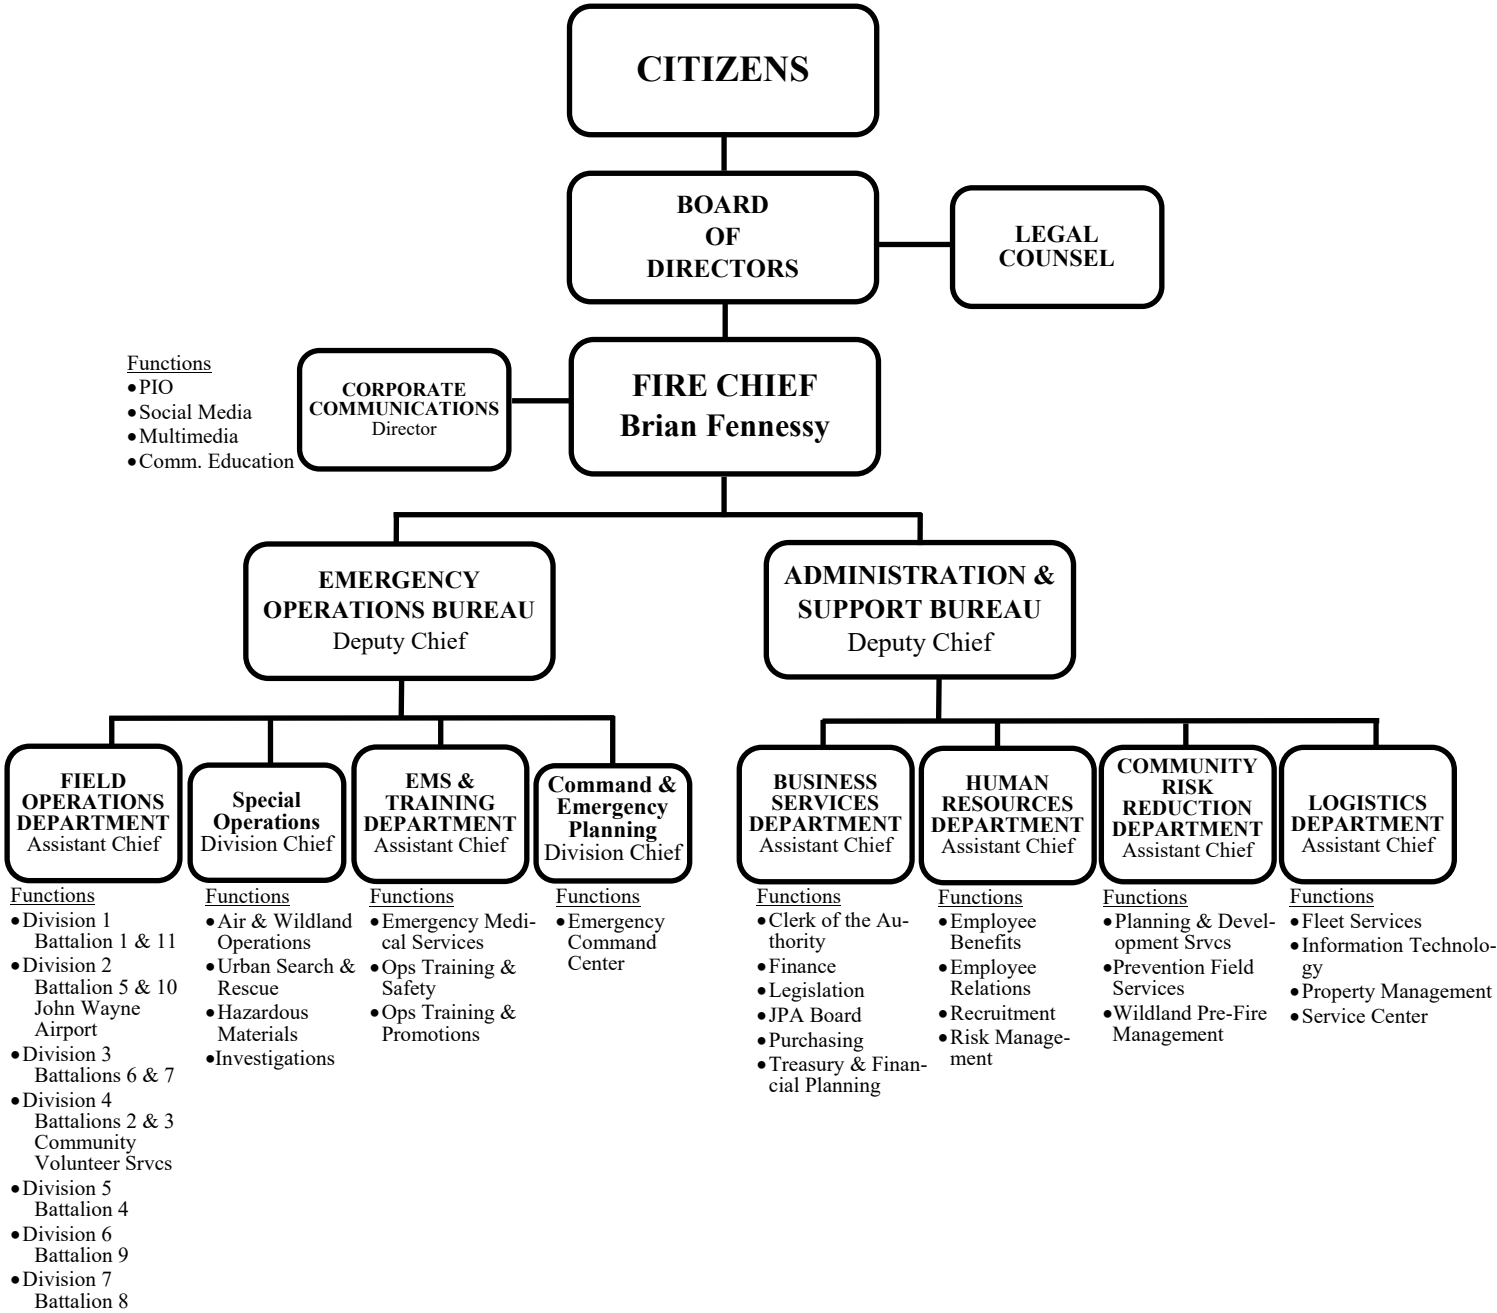 CITIZENS
BOARD
OF
DIRECTORS
LEGAL
COUNSEL
Functions
•PIO
•Social Media
•Multimedia
•Comm. Education
CORPORATE
COMMUNICATIONS
Director
FIRE CHIEF
Brian Fennessy
EMERGENCY
OPERATIONS BUREAU
Deputy Chief
ADMINISTRATION &
SUPPORT BUREAU
Deputy Chief
FIELD
OPERATIONS
DEPARTMENT
Assistant Chief
Functions
•Division 1
Battalion 1 & 11
•Division 2
Battalion 5 & 10
John Wayne
Airport
•Division 3
Battalions 6 & 7
•Division 4
Battalions 2 & 3
Community
Volunteer Srvcs
•Division 5
Battalion 4
•Division 6
Battalion 9
•Division 7
Battalion 8
Special
Operations
Division Chief
Functions
•Air & Wildland
Operations
•Urban Search &
Rescue
•Hazardous
Materials
•Investigations
EMS &
TRAINING
DEPARTMENT
Assistant Chief
Functions
•Emergency Medi-
cal Services
•Ops Training &
Safety
•Ops Training &
Promotions
Command &
Emergency
Planning
Division Chief
Functions
•Emergency
Command
Center
BUSINESS
SERVICES
DEPARTMENT
Assistant Chief
Functions
•Clerk of the Au-
thority
•Finance
•Legislation
•JPA Board
•Purchasing
•Treasury & Finan-
cial Planning
HUMAN
RESOURCES
DEPARTMENT
Assistant Chief
Functions
•Employee
Benefits
•Employee
Relations
•Recruitment
•Risk Manage-
ment
COMMUNITY
RISK
REDUCTION
DEPARTMENT
Assistant Chief
Functions
•Planning & Devel-
opment Srvcs
•Prevention Field
Services
•Wildland Pre-Fire
Management
LOGISTICS
DEPARTMENT
Assistant Chief
Functions
•Fleet Services
•Information Technolo-
gy
•Property Management
•Service Center